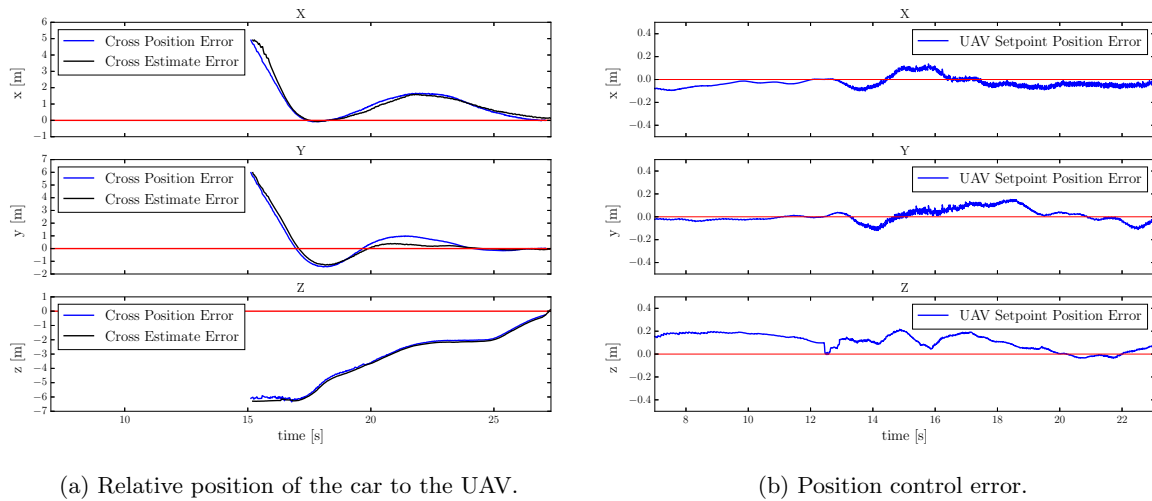 X
6
5
4
3
2
1
0
−1
x [m]
Cross Position Error
Cross Estimate Error
Y
7
6
5
4
3
2
1
0
−1
−2
y [m]
Cross Position Error
Cross Estimate Error
Z
1
0
−1
−2
−3
−4
−5
−6
−7
z [m]
Cross Position Error
Cross Estimate Error
10 15 20 25
time [s]
(a) Relative position of the car to the UAV.
X
0.4
0.2
0.0
−0.2
−0.4
x [m]
UAV Setpoint Position Error
Y
0.4
0.2
0.0
−0.2
−0.4
y [m]
UAV Setpoint Position Error
Z
0.4
0.2
0.0
−0.2
−0.4
z [m]
UAV Setpoint Position Error
8 10 12 14 16 18 20 22
time [s]
(b) Position control error.